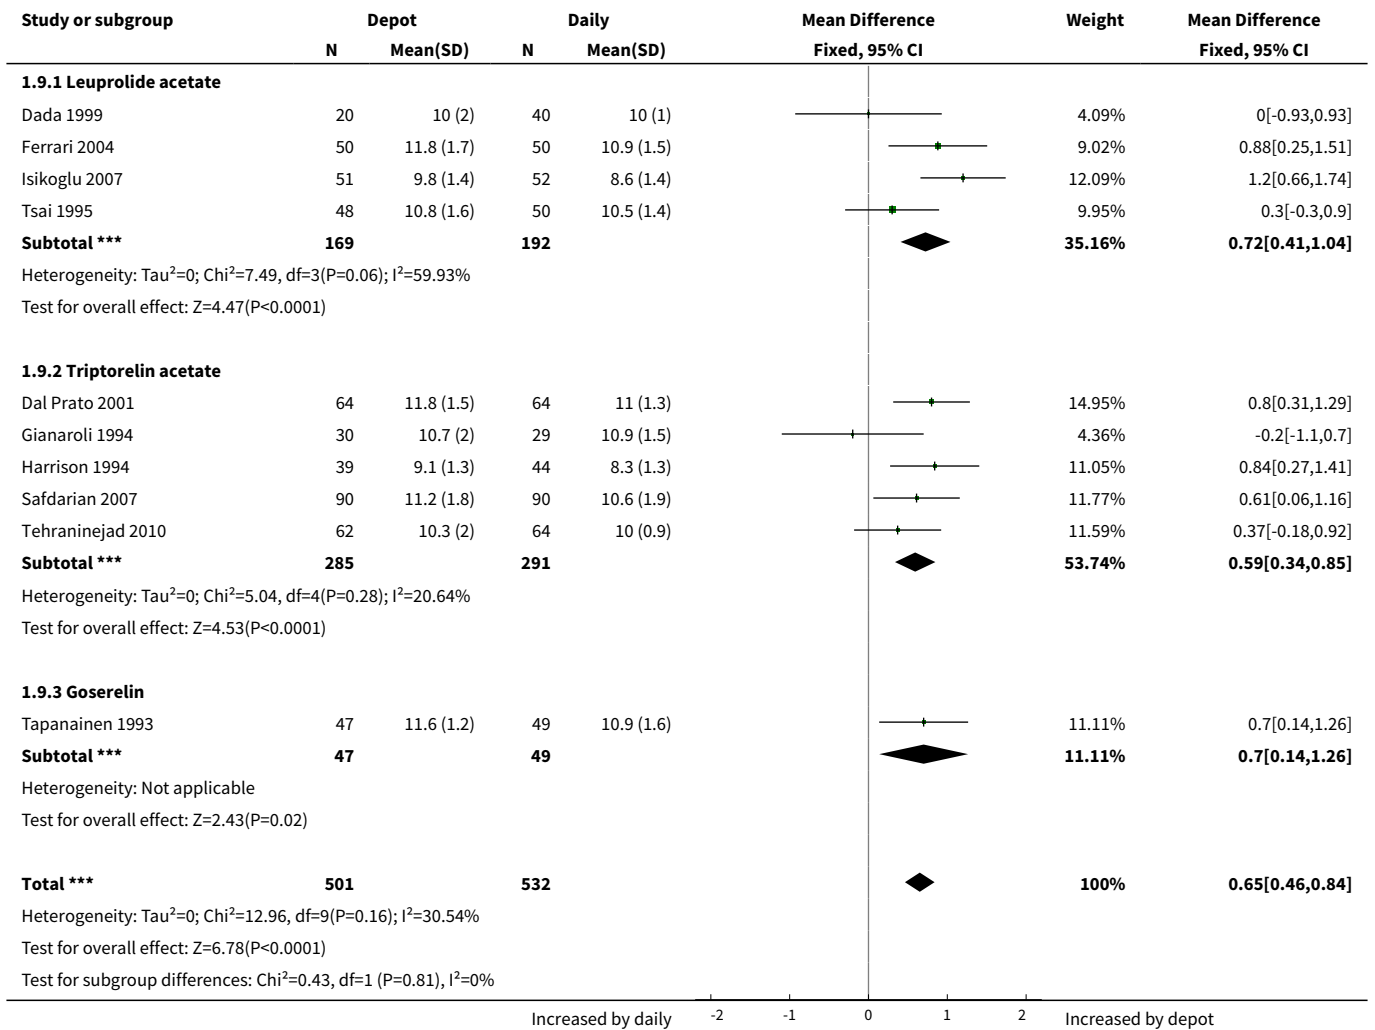 Study or subgroup Depot Daily Mean Difference Weight Mean Difference
N Mean(SD) N Mean(SD) Fixed, 95% CI Fixed, 95% CI
1.9.1 Leuprolide acetate
Dada 1999 20 10 (2) 40 10 (1) 4.09% 0[-0.93,0.93]
Ferrari 2004 50 11.8 (1.7) 50 10.9 (1.5) 9.02% 0.88[0.25,1.51]
Isikoglu 2007 51 9.8 (1.4) 52 8.6 (1.4) 12.09% 1.2[0.66,1.74]
Tsai 1995 48 10.8 (1.6) 50 10.5 (1.4) 9.95% 0.3[-0.3,0.9]
Subtotal *** 169 192 35.16% 0.72[0.41,1.04]
Heterogeneity: Tau²=0; Chi²=7.49, df=3(P=0.06); I²=59.93%
Test for overall effect: Z=4.47(P<0.0001)
1.9.2 Triptorelin acetate
Dal Prato 2001 64 11.8 (1.5) 64 11 (1.3) 14.95% 0.8[0.31,1.29]
Gianaroli 1994 30 10.7 (2) 29 10.9 (1.5) 4.36% -0.2[-1.1,0.7]
Harrison 1994 39 9.1 (1.3) 44 8.3 (1.3) 11.05% 0.84[0.27,1.41]
Safdarian 2007 90 11.2 (1.8) 90 10.6 (1.9) 11.77% 0.61[0.06,1.16]
Tehraninejad 2010 62 10.3 (2) 64 10 (0.9) 11.59% 0.37[-0.18,0.92]
Subtotal *** 285 291 53.74% 0.59[0.34,0.85]
Heterogeneity: Tau²=0; Chi²=5.04, df=4(P=0.28); I²=20.64%
Test for overall effect: Z=4.53(P<0.0001)
1.9.3 Goserelin
Tapanainen 1993 47 11.6 (1.2) 49 10.9 (1.6) 11.11% 0.7[0.14,1.26]
Subtotal *** 47 49 11.11% 0.7[0.14,1.26]
Heterogeneity: Not applicable
Test for overall effect: Z=2.43(P=0.02)
Total *** 501 532 100% 0.65[0.46,0.84]
Heterogeneity: Tau²=0; Chi²=12.96, df=9(P=0.16); I²=30.54%
Test for overall effect: Z=6.78(P<0.0001)
Test for subgroup differences: Chi²=0.43, df=1 (P=0.81), I²=0%
Increased by daily -2 -1 0 1 2 Increased by depot